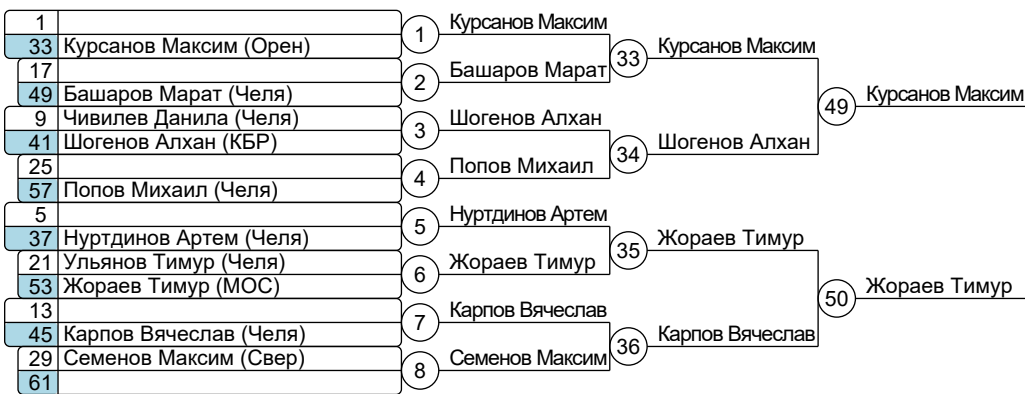 1
33 Курсанов Максим (Орен)
17
49 Башаров Марат (Челя)
9 Чивилев Данила (Челя)
41 Шогенов Алхан (КБР)
25
57 Попов Михаил (Челя)
5
37 Нуртдинов Артем (Челя)
21 Ульянов Тимур (Челя)
53 Жораев Тимур (МОС)
13
45 Карпов Вячеслав (Челя)
29 Семенов Максим (Свер)
61
1 Курсанов Максим
2 Башаров Марат
3 Шогенов Алхан
4 Попов Михаил
5 Нуртдинов Артем
6 Жораев Тимур
7 Карпов Вячеслав
8 Семенов Максим
33 Курсанов Максим
34 Шогенов Алхан
35 Жораев Тимур
36 Карпов Вячеслав
49 Курсанов Максим
50 Жораев Тимур